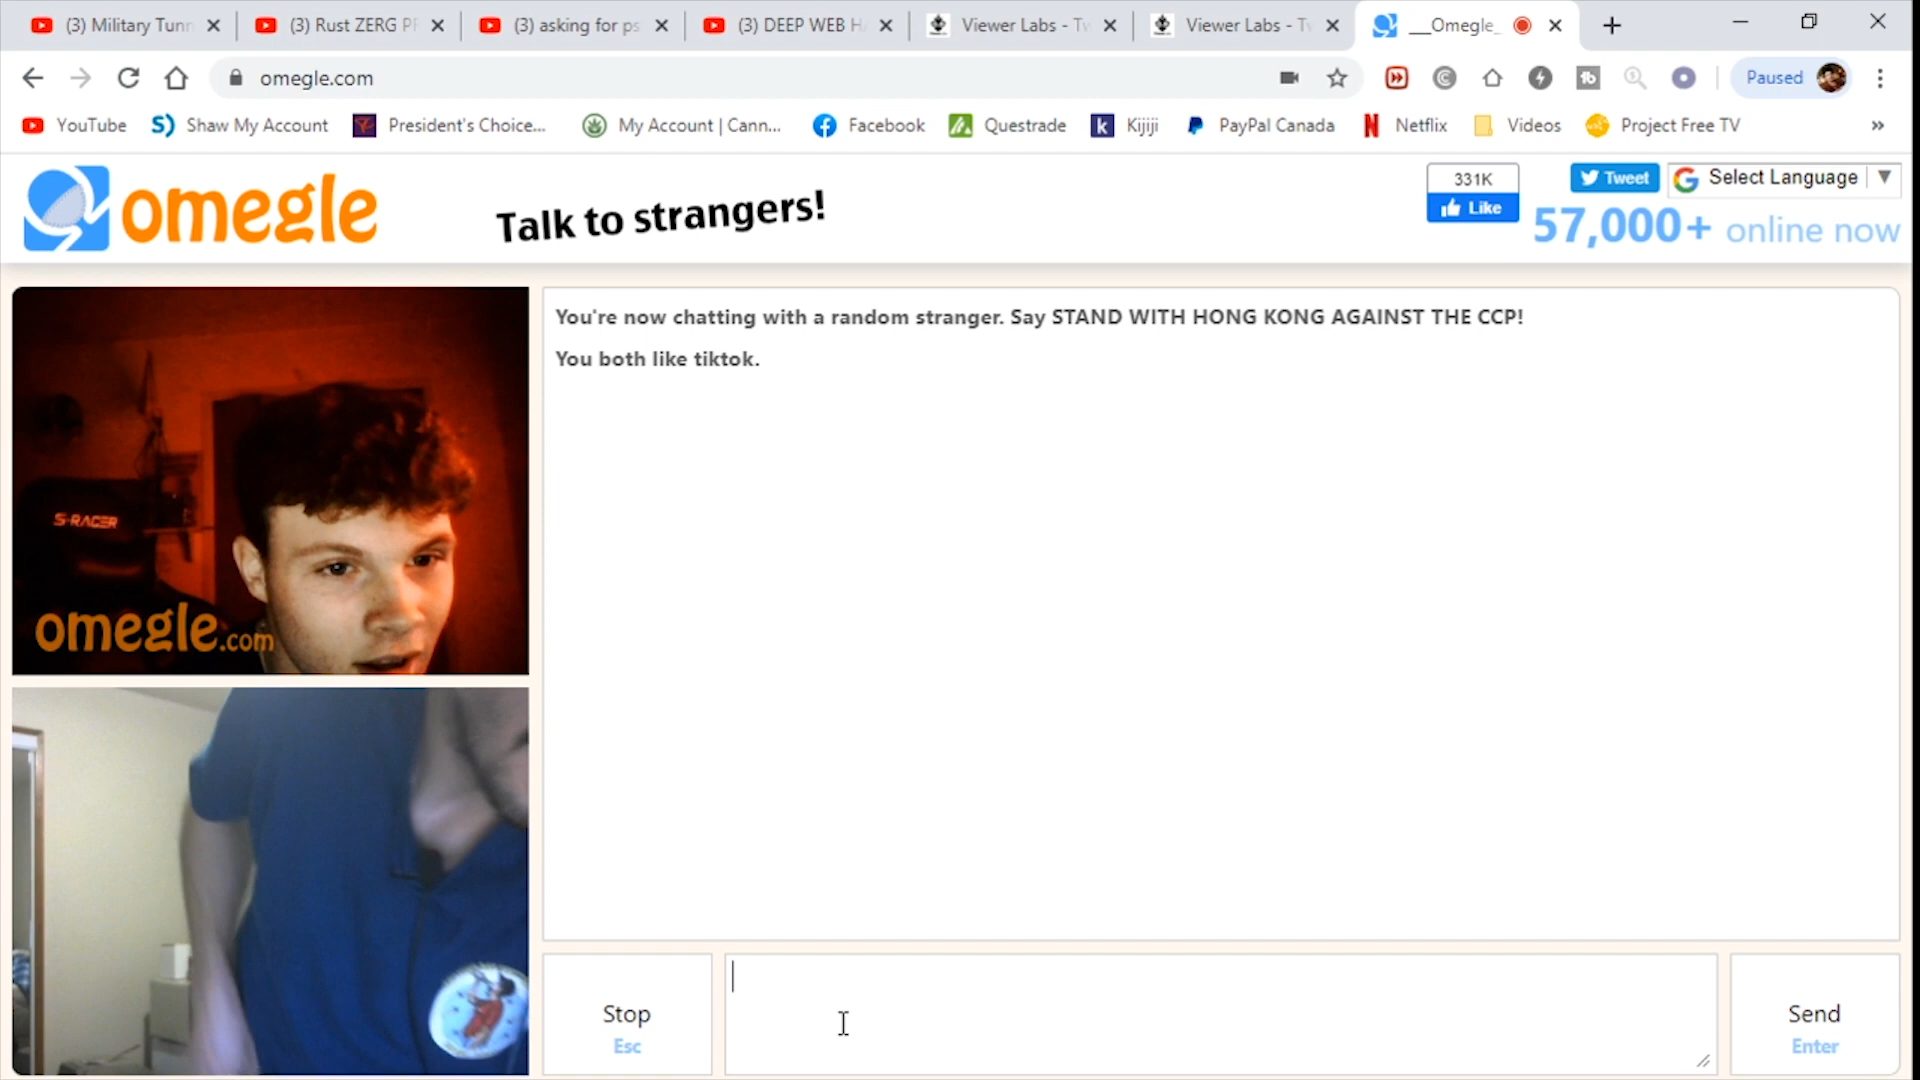 (3) Military Tunn
(3) Rust ZERG P
(3) asking for ps
(3) DEEP WEB H
Viewer Labs - Tw
Viewer Labs - Tv
__Omegle_
omegle.com
Paused
YouTube
Shaw My Account
President's Choice...
My Account | Cann...
Facebook
Questrade
Kijiji
PayPal Canada
Netflix
Videos
Project Free TV
»
omegle
Talk to strangers!
331K
Like
Tweet
Select Language
57,000+ online now
You're now chatting with a random stranger. Say STAND WITH HONG KONG AGAINST THE CCP!
You both like tiktok.
S-RACER
omegle.com
Stop
Esc
Send
Enter